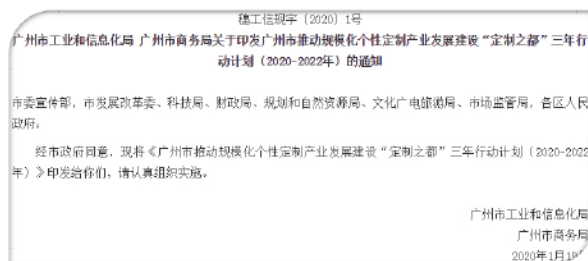 穗工信规字〔2020〕1号
广州市工业和信息化局 广州市商务局关于印发广州市推动规模化个性定制产业发展建设“定制之都”三年行
动计划（2020-2022年）的通知
市委宣传部，市发展改革委、科技局、财政局、规划和自然资源局、文化广电旅游局、市场监管局，各区人民
政府：
经市政府同意，现将《广州市推动规模化个性定制产业发展建设“定制之都”三年行动计划（2020-2022
年）》印发给你们，请认真组织实施。
广州市工业和信息化局
广州市商务局
2020年1月